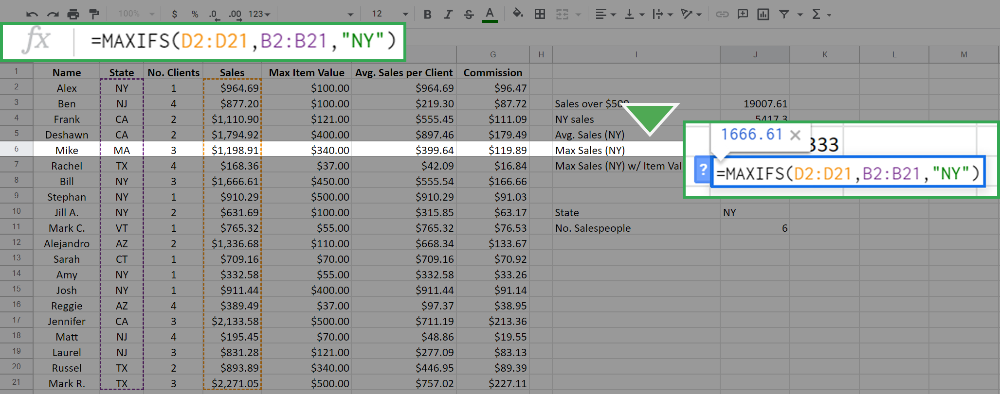 100% $ % .0 .00 123 12 B I S A Σ
fx =MAXIFS(D2:D21,B2:B21,"NY")
G H I J K L M
1 Name State No. Clients Sales Max Item Value Avg. Sales per Client Commission
2 Alex NY 1 $964.69 $100.00 $964.69 $96.47
3 Ben NJ 4 $877.20 $100.00 $219.30 $87.72 Sales over $500 19007.61
4 Frank CA 2 $1,110.90 $121.00 $555.45 $111.09 NY sales 5417.3
5 Deshawn CA 2 $1,794.92 $400.00 $897.46 $179.49 Avg. Sales (NY) 1666.61 × 333
6 Mike MA 3 $1,198.91 $340.00 $399.64 $119.89 Max Sales (NY)
7 Rachel TX 4 $168.36 $37.00 $42.09 $16.84 Max Sales (NY) w/ Item Val ? =MAXIFS(D2:D21,B2:B21,"NY")
8 Bill NY 3 $1,666.61 $450.00 $555.54 $166.66
9 Stephan NY 1 $910.29 $500.00 $910.29 $91.03
10 Jill A. NY 2 $631.69 $100.00 $315.85 $63.17 State NY
11 Mark C. VT 1 $765.32 $55.00 $765.32 $76.53 No. Salespeople 6
12 Alejandro AZ 2 $1,336.68 $110.00 $668.34 $133.67
13 Sarah CT 1 $709.16 $70.00 $709.16 $70.92
14 Amy NY 1 $332.58 $55.00 $332.58 $33.26
15 Josh NY 1 $911.44 $400.00 $911.44 $91.14
16 Reggie AZ 4 $389.49 $37.00 $97.37 $38.95
17 Jennifer CA 3 $2,133.58 $500.00 $711.19 $213.36
18 Matt NJ 4 $195.45 $70.00 $48.86 $19.55
19 Laurel NJ 3 $831.28 $121.00 $277.09 $83.13
20 Russel TX 2 $893.89 $340.00 $446.95 $89.39
21 Mark R. TX 3 $2,271.05 $500.00 $757.02 $227.11